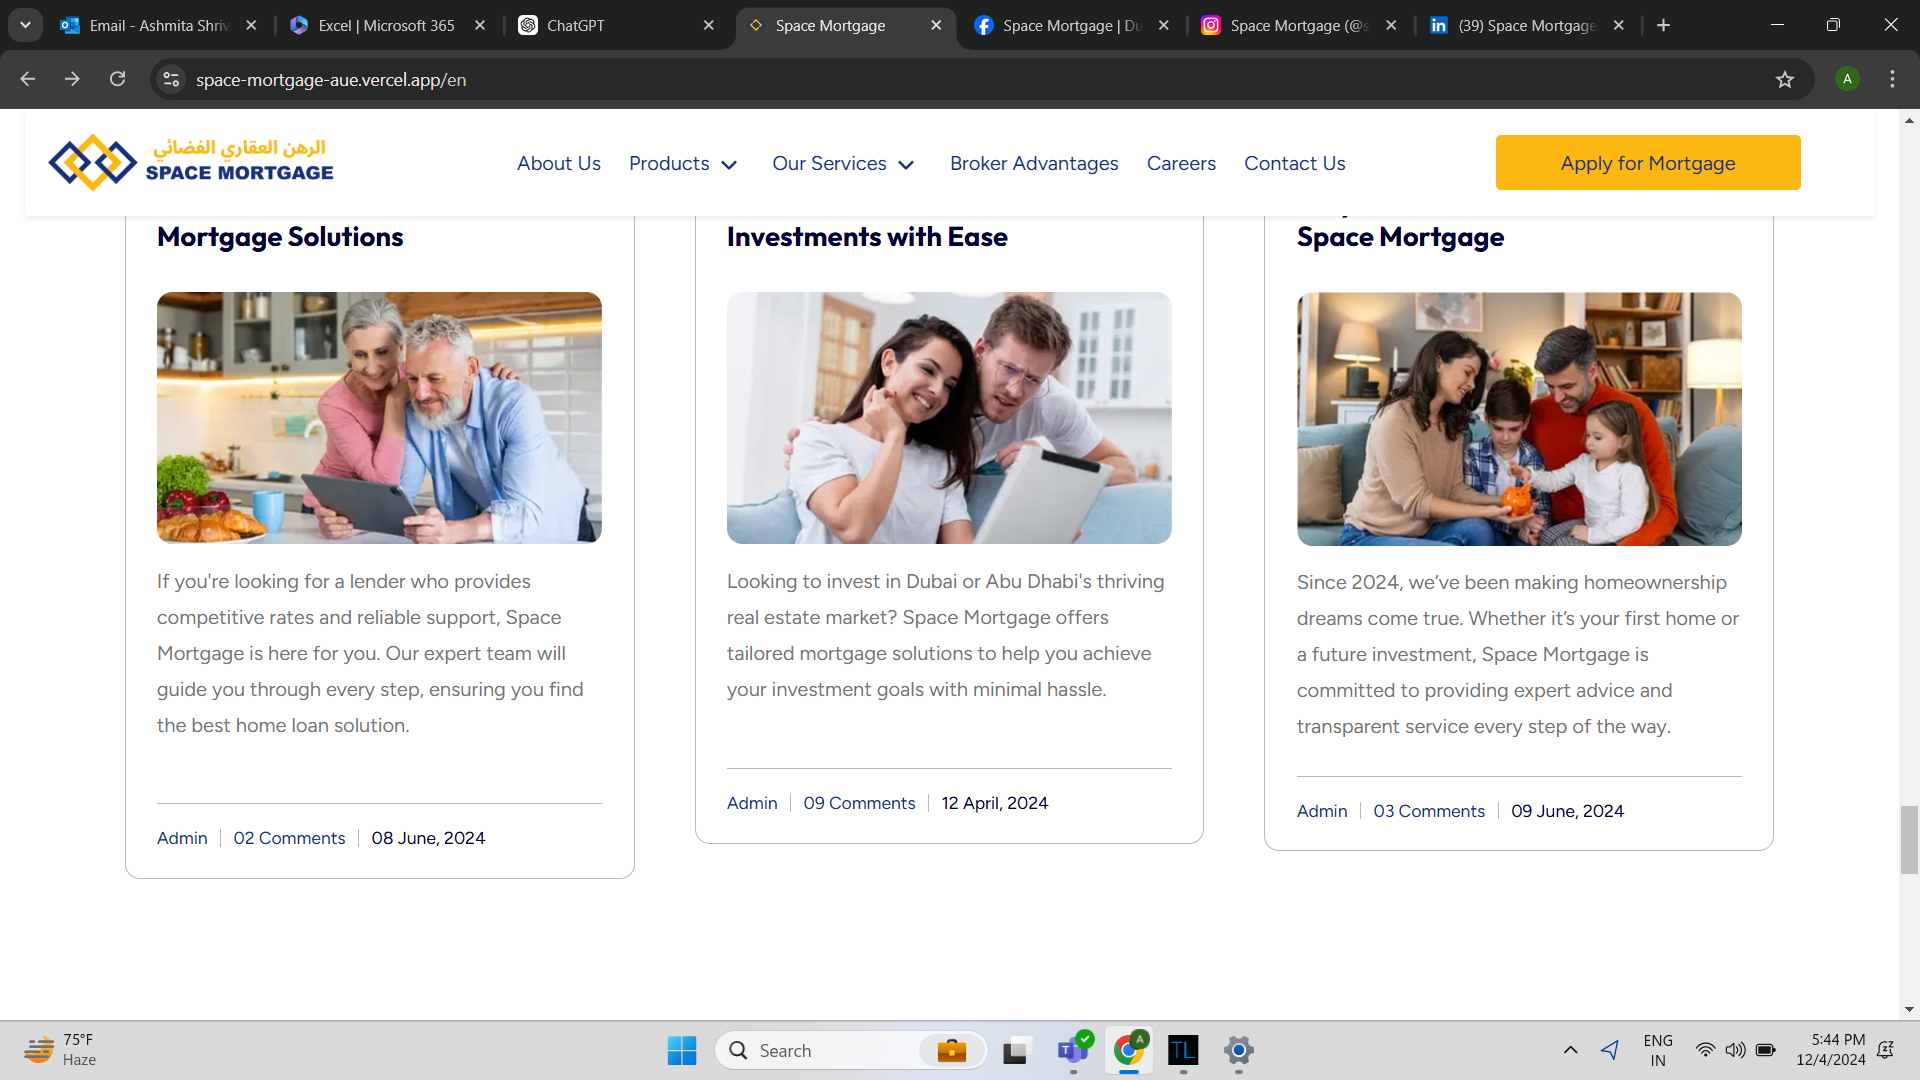 Email - Ashmita Shriv
Excel | Microsoft 365
ChatGPT
Space Mortgage
Space Mortgage | Du
Space Mortgage (@s
(39) Space Mortgage
space-mortgage-aue.vercel.app/en
A
الرهن العقاري الفضائي
SPACE MORTGAGE
About Us
Products
Our Services
Broker Advantages
Careers
Contact Us
Apply for Mortgage
Mortgage Solutions
If you're looking for a lender who provides
competitive rates and reliable support, Space
Mortgage is here for you. Our expert team will
guide you through every step, ensuring you find
the best home loan solution.
Admin | 02 Comments | 08 June, 2024
Investments with Ease
Looking to invest in Dubai or Abu Dhabi's thriving
real estate market? Space Mortgage offers
tailored mortgage solutions to help you achieve
your investment goals with minimal hassle.
Admin | 09 Comments | 12 April, 2024
Space Mortgage
Since 2024, we’ve been making homeownership
dreams come true. Whether it’s your first home or
a future investment, Space Mortgage is
committed to providing expert advice and
transparent service every step of the way.
Admin | 03 Comments | 09 June, 2024
75°F
Haze
Search
A
TL
ENG
IN
5:44 PM
12/4/2024